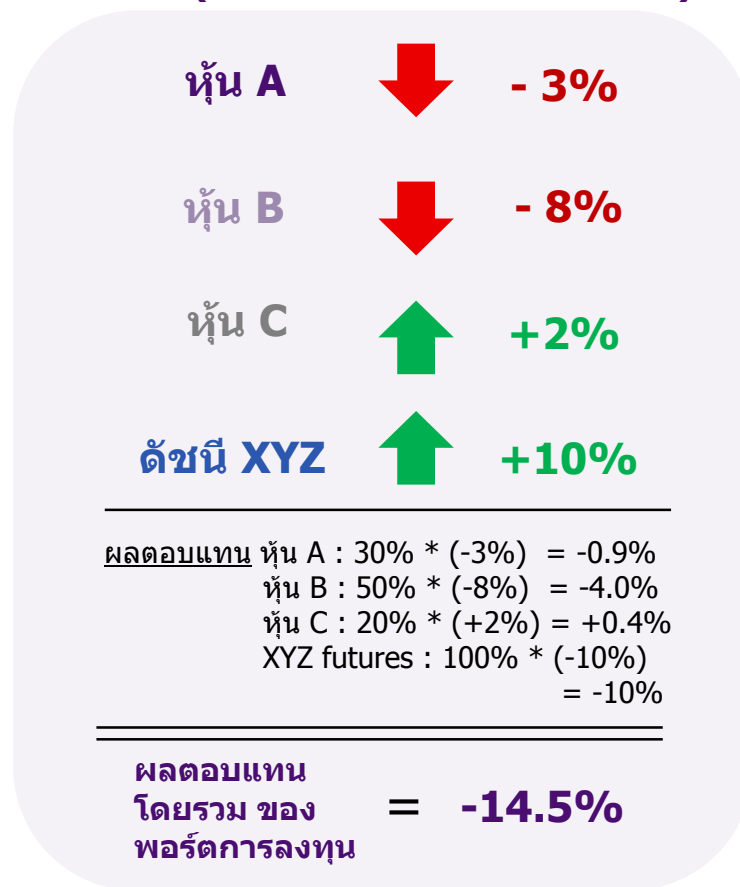 หุ้น A - 3%
หุ้น B - 8%
หุ้น C +2%
ดัชนี XYZ +10%
ผลตอบแทน หุ้น A : 30% * (-3%) = -0.9%
หุ้น B : 50% * (-8%) = -4.0%
หุ้น C : 20% * (+2%) = +0.4%
XYZ futures : 100% * (-10%)
= -10%
ผลตอบแทน
โดยรวม ของ = -14.5%
พอร์ตการลงทุน